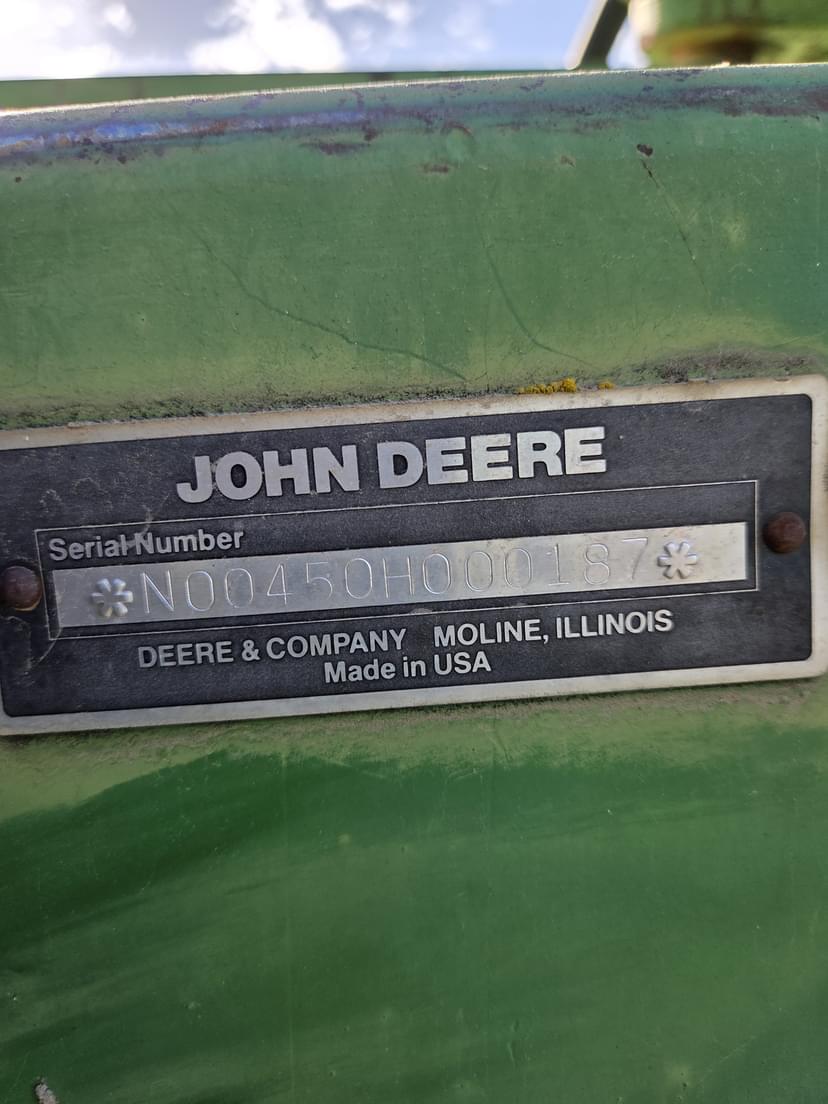 JOHN DEERE
Serial Number
*N00450H000187*
DEERE & COMPANY MOLINE, ILLINOIS
Made in USA